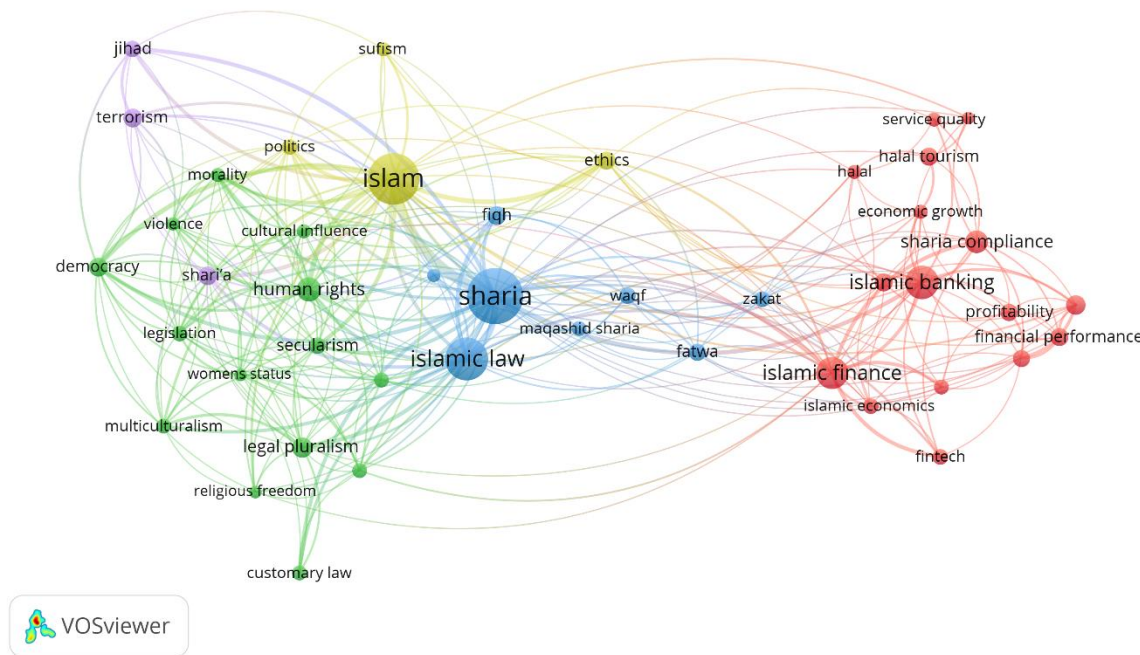 jihad
sufism
terrorism
service quality
politics
ethics
halal tourism
morality
islam
halal
violence
cultural influence
fiqh
economic growth
sharia compliance
democracy
shari'a
human rights
sharia
waqf
zakat
islamic banking
profitability
legislation
secularism
maqashid sharia
financial performance
womens status
islamic law
fatwa
islamic finance
islamic economics
multiculturalism
legal pluralism
fintech
religious freedom
customary law
VOSviewer